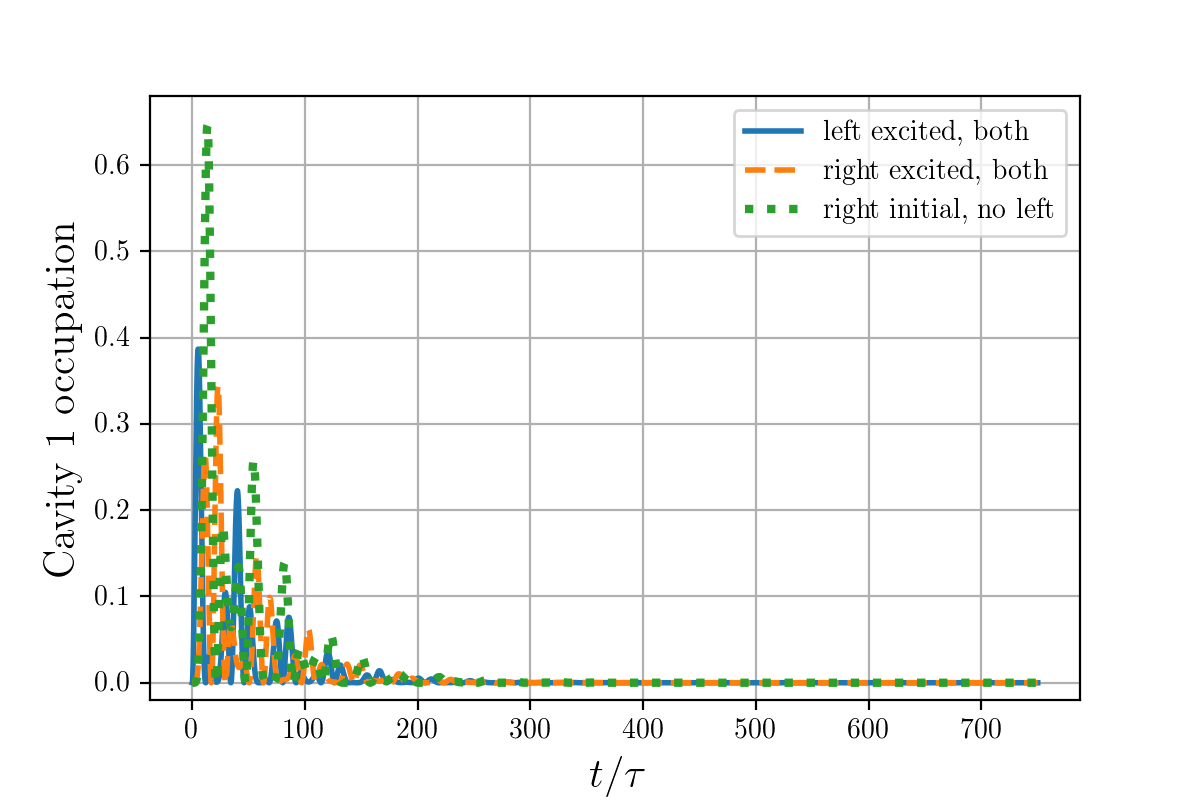 left excited, both
right excited, both
right initial, no left
Cavity 1 occupation
0.6
0.5
0.4
0.3
0.2
0.1
0.0
0 100 200 300 400 500 600 700
t/τ